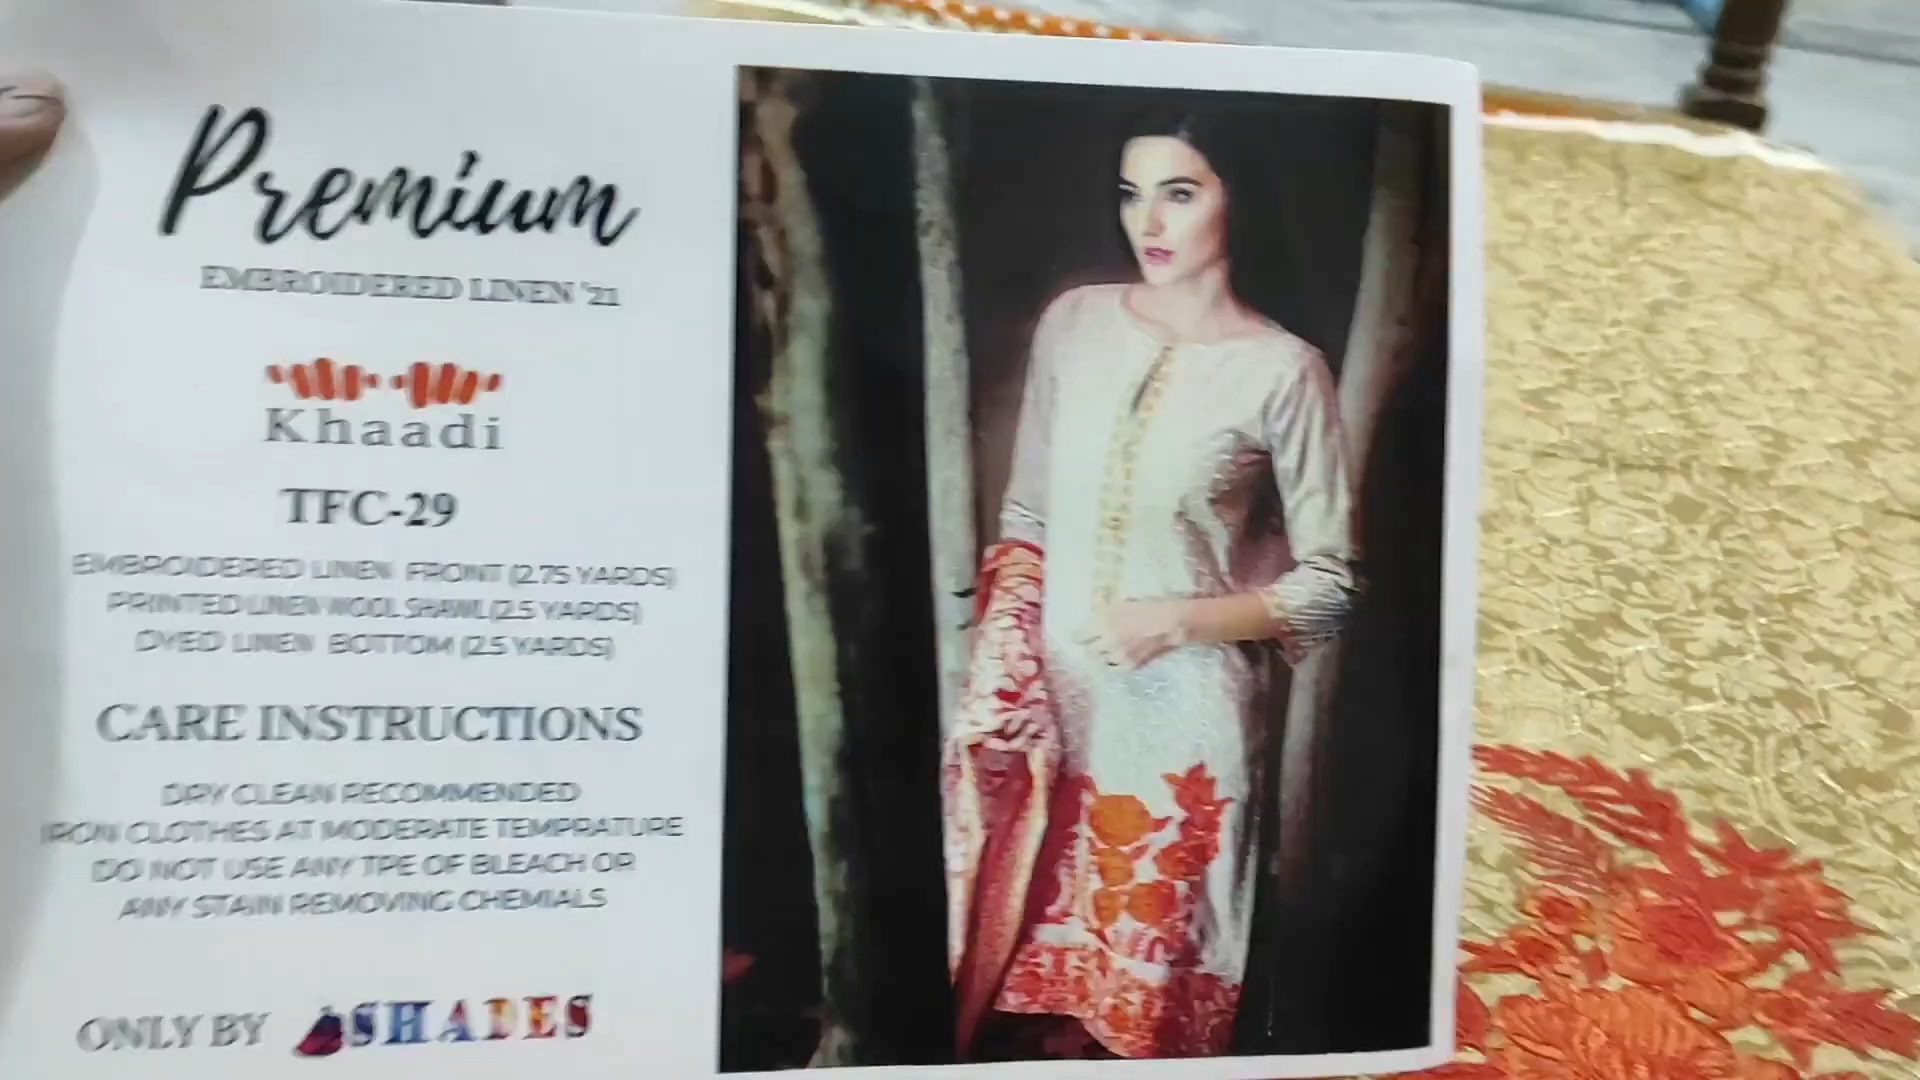 Premium
EMBROIDERED LINEN '21
Khaadi
TFC-29
EMBROIDERED LINEN FRONT (2.75 YARDS)
PRINTED LINEN WOOL SHAWL (2.5 YARDS)
DYED LINEN BOTTOM (2.5 YARDS)
CARE INSTRUCTIONS
DRY CLEAN RECOMMENDED
IRON CLOTHES AT MODERATE TEMPRATURE
DO NOT USE ANY TPE OF BLEACH OR
ANY STAIN REMOVING CHEMIALS
ONLY BY SHADES